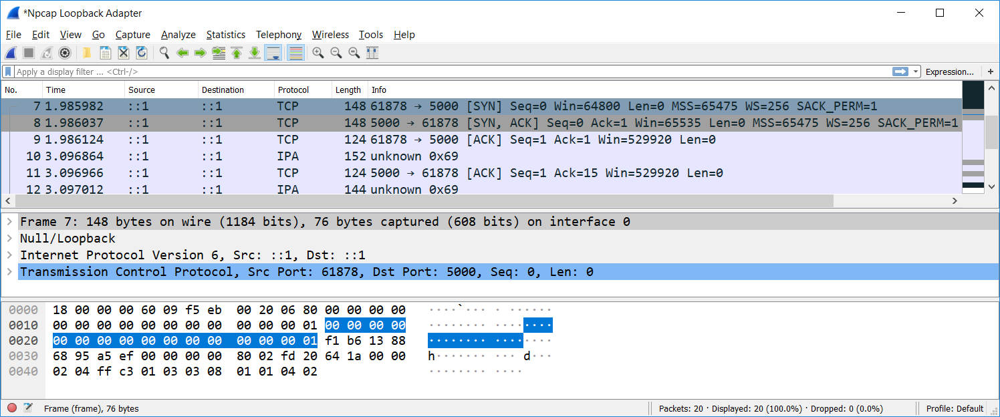 *Npcap Loopback Adapter
File Edit View Go Capture Analyze Statistics Telephony Wireless Tools Help
Apply a display filter ... <Ctrl-/> Expression... +
No. Time Source Destination Protocol Length Info
7 1.985982 ::1 ::1 TCP 148 61878 → 5000 [SYN] Seq=0 Win=64800 Len=0 MSS=65475 WS=256 SACK_PERM=1
8 1.986037 ::1 ::1 TCP 148 5000 → 61878 [SYN, ACK] Seq=0 Ack=1 Win=65535 Len=0 MSS=65475 WS=256 SACK_PERM=1
9 1.986124 ::1 ::1 TCP 124 61878 → 5000 [ACK] Seq=1 Ack=1 Win=529920 Len=0
10 3.096864 ::1 ::1 IPA 152 unknown 0x69
11 3.096966 ::1 ::1 TCP 124 5000 → 61878 [ACK] Seq=1 Ack=15 Win=529920 Len=0
12 3.097012 ::1 ::1 IPA 144 unknown 0x69
Frame 7: 148 bytes on wire (1184 bits), 76 bytes captured (608 bits) on interface 0
Null/Loopback
Internet Protocol Version 6, Src: ::1, Dst: ::1
Transmission Control Protocol, Src Port: 61878, Dst Port: 5000, Seq: 0, Len: 0
0000 18 00 00 00 60 09 f5 eb 00 20 06 80 00 00 00 00 ····`··· · ······
0010 00 00 00 00 00 00 00 00 00 00 00 01 00 00 00 00 ········ ········
0020 00 00 00 00 00 00 00 00 00 00 00 01 f1 b6 13 88 ········ ········
0030 68 95 a5 ef 00 00 00 00 80 02 fd 20 64 1a 00 00 h······· ··· d···
0040 02 04 ff c3 01 03 03 08 01 01 04 02 ········ ····
Frame (frame), 76 bytes Packets: 20 · Displayed: 20 (100.0%) · Dropped: 0 (0.0%) Profile: Default